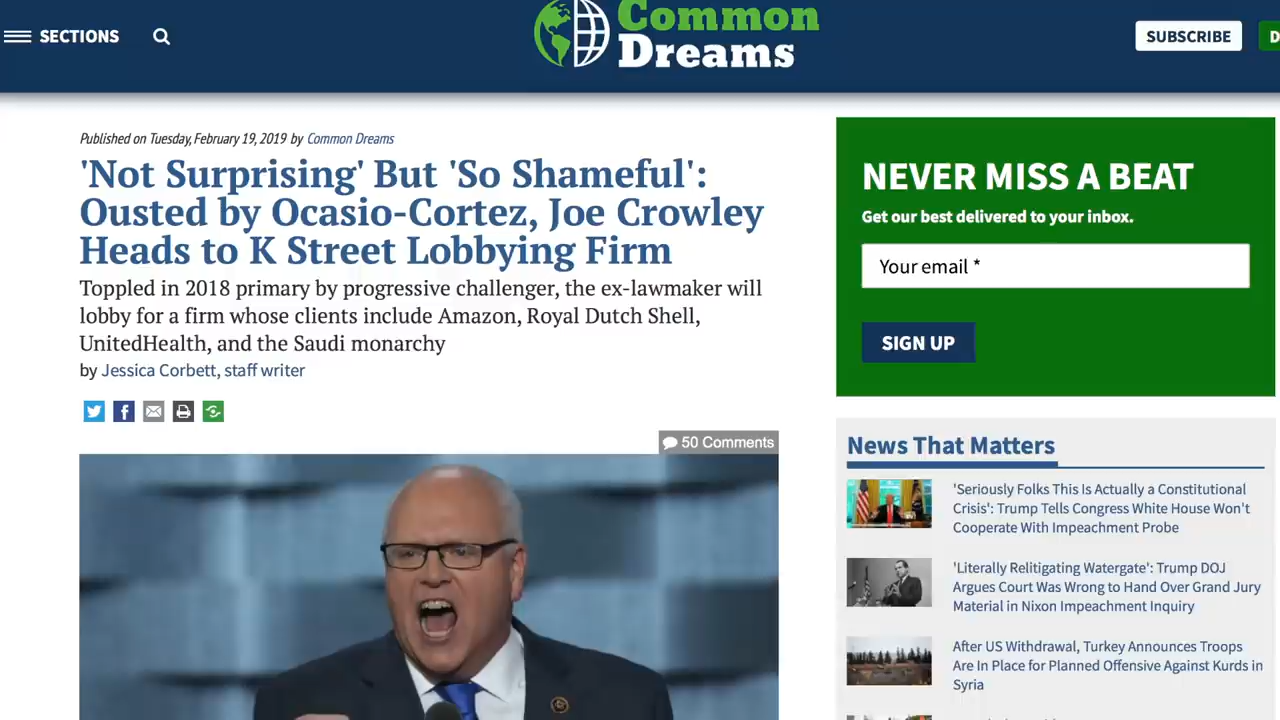 SECTIONS
Common
Dreams
SUBSCRIBE
D
Published on Tuesday, February 19, 2019 by Common Dreams
'Not Surprising' But 'So Shameful':
Ousted by Ocasio-Cortez, Joe Crowley
Heads to K Street Lobbying Firm
Toppled in 2018 primary by progressive challenger, the ex-lawmaker will
lobby for a firm whose clients include Amazon, Royal Dutch Shell,
UnitedHealth, and the Saudi monarchy
by Jessica Corbett, staff writer
50 Comments
NEVER MISS A BEAT
Get our best delivered to your inbox.
Your email *
SIGN UP
News That Matters
'Seriously Folks This Is Actually a Constitutional
Crisis': Trump Tells Congress White House Won't
Cooperate With Impeachment Probe
'Literally Relitigating Watergate': Trump DOJ
Argues Court Was Wrong to Hand Over Grand Jury
Material in Nixon Impeachment Inquiry
After US Withdrawal, Turkey Announces Troops
Are In Place for Planned Offensive Against Kurds in
Syria